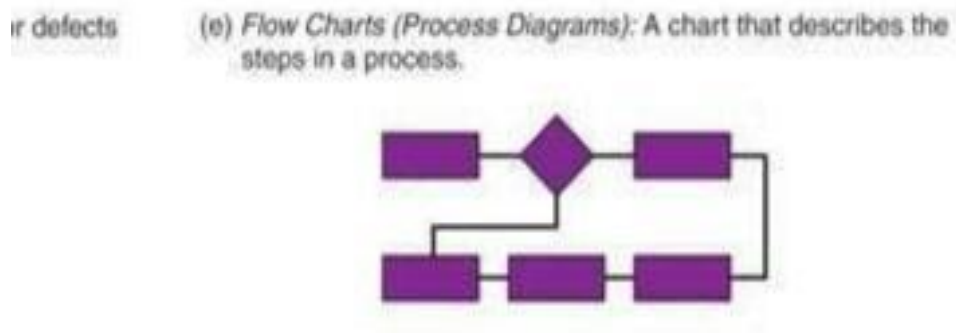 r defects
(e) Flow Charts (Process Diagrams): A chart that describes the
steps in a process.